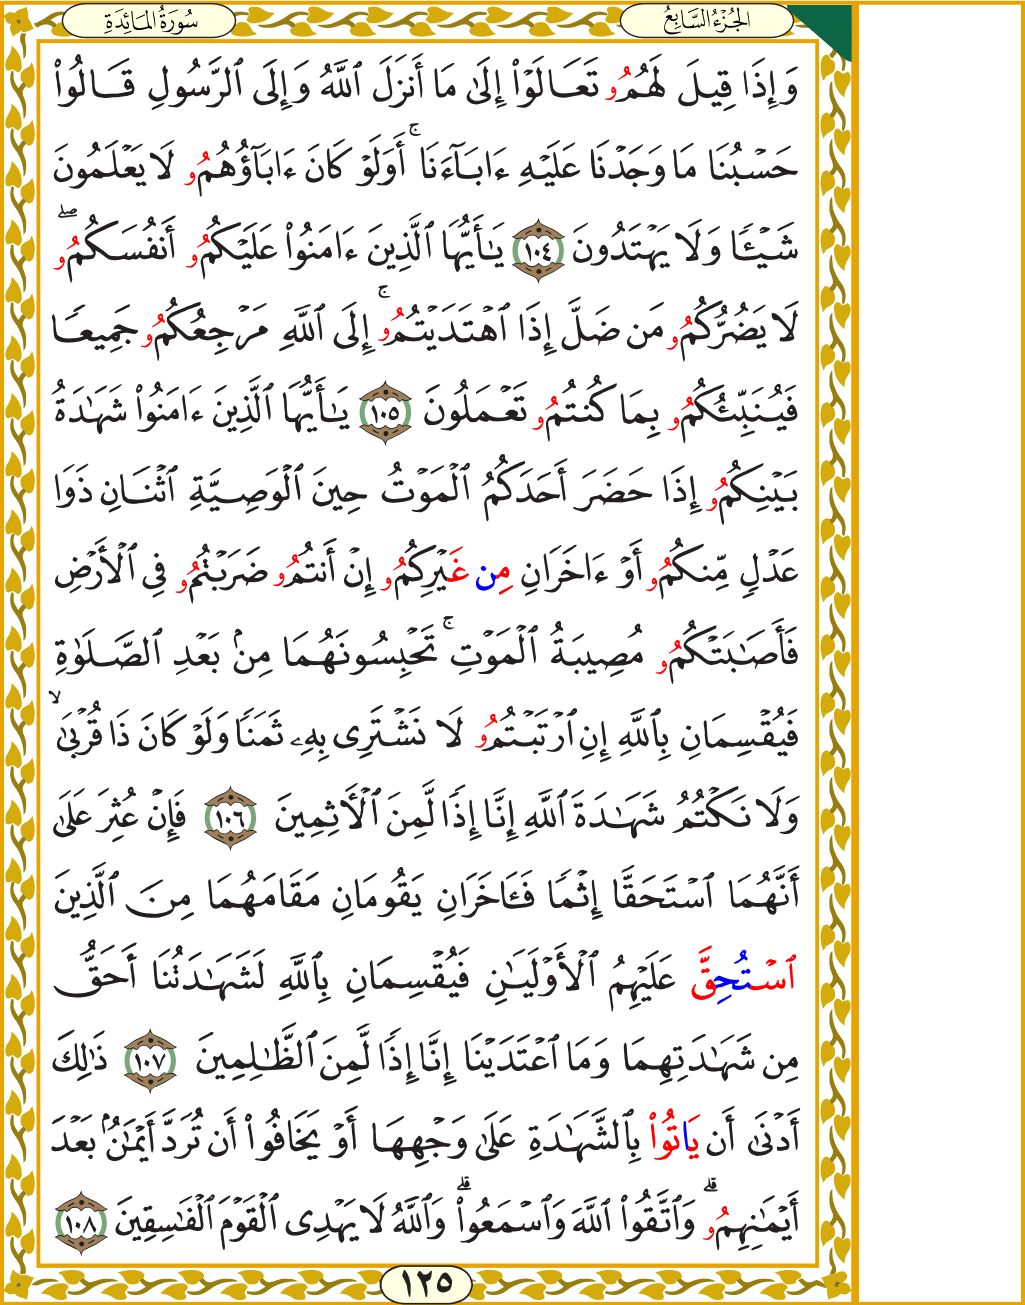 الجُزْءُ السَّابِعُ
سُورَةُ المَائِدَةِ
وَإِذَا قِيلَ لَهُمُۥ تَعَالَوْا۟ إِلَىٰ مَا أَنزَلَ ٱللَّهُ وَإِلَى ٱلرَّسُولِ قَالُوا۟
حَسْبُنَا مَا وَجَدْنَا عَلَيْهِ ءَابَآءَنَا ۚ أَوَلَوْ كَانَ ءَابَآؤُهُمُۥ لَا يَعْلَمُونَ
شَيْـًٔا وَلَا يَهْتَدُونَ ١٠٤ يَـٰٓأَيُّهَا ٱلَّذِينَ ءَامَنُوا۟ عَلَيْكُمُۥ أَنفُسَكُمُۥ ۖ
لَا يَضُرُّكُمُۥ مَن ضَلَّ إِذَا ٱهْتَدَيْتُمُۥ ۚ إِلَى ٱللَّهِ مَرْجِعُكُمُۥ جَمِيعًا
فَيُنَبِّئُكُمُۥ بِمَا كُنتُمُۥ تَعْمَلُونَ ١٠٥ يَـٰٓأَيُّهَا ٱلَّذِينَ ءَامَنُوا۟ شَهَـٰدَةُ
بَيْنِكُمُۥ إِذَا حَضَرَ أَحَدَكُمُ ٱلْمَوْتُ حِينَ ٱلْوَصِيَّةِ ٱثْنَانِ ذَوَا
عَدْلٍ مِّنكُمُۥ أَوْ ءَاخَرَانِ مِن غَيْرِكُمُۥ إِنْ أَنتُمُۥ ضَرَبْتُمُۥ فِى ٱلْأَرْضِ
فَأَصَـٰبَتْكُمُۥ مُصِيبَةُ ٱلْمَوْتِ ۚ تَحْبِسُونَهُمَا مِنۢ بَعْدِ ٱلصَّلَوٰةِ
فَيُقْسِمَانِ بِٱللَّهِ إِنِ ٱرْتَبْتُمُۥ لَا نَشْتَرِى بِهِۦ ثَمَنًا وَلَوْ كَانَ ذَا قُرْبَىٰ ۙ
وَلَا نَكْتُمُ شَهَـٰدَةَ ٱللَّهِ إِنَّا إِذًا لَّمِنَ ٱلْـَٔاثِمِينَ ١٠٦ فَإِنْ عُثِرَ عَلَىٰ
أَنَّهُمَا ٱسْتَحَقَّا إِثْمًا فَـَٔاخَرَانِ يَقُومَانِ مَقَامَهُمَا مِنَ ٱلَّذِينَ
ٱسْتُحِقَّ عَلَيْهِمُ ٱلْأَوْلَيَـٰنِ فَيُقْسِمَانِ بِٱللَّهِ لَشَهَـٰدَتُنَا أَحَقُّ
مِن شَهَـٰدَتِهِمَا وَمَا ٱعْتَدَيْنَا إِنَّا إِذًا لَّمِنَ ٱلظَّـٰلِمِينَ ١٠٧ ذَٰلِكَ
أَدْنَىٰ أَن يَاتُوا۟ بِٱلشَّهَـٰدَةِ عَلَىٰ وَجْهِهَا أَوْ يَخَافُوا۟ أَن تُرَدَّ أَيْمَـٰنٌۢ بَعْدَ
أَيْمَـٰنِهِمُۥ ۗ وَٱتَّقُوا۟ ٱللَّهَ وَٱسْمَعُوا۟ ۗ وَٱللَّهُ لَا يَهْدِى ٱلْقَوْمَ ٱلْفَـٰسِقِينَ ١٠٨
١٢٥